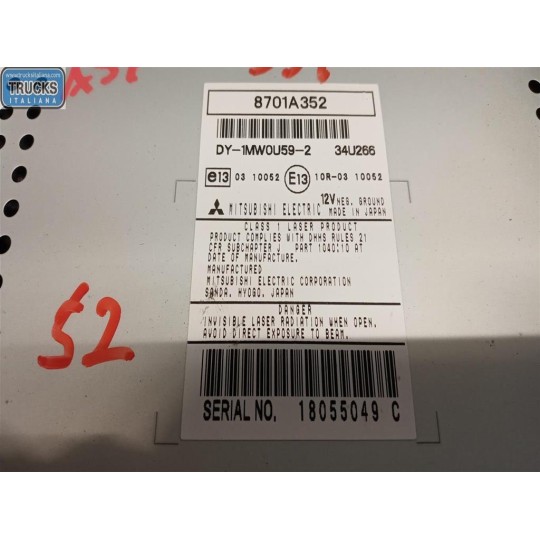 www.trucksitaliana.com
TRUCKS
ITALIANA
8701A352
DY-1MW0U59-2 34U266
e13 03 10052 E13 10R-03 10052
MITSUBISHI ELECTRIC 12V NEG. GROUND
MADE IN JAPAN
CLASS 1 LASER PRODUCT
PRODUCT COMPLIES WITH DHHS RULES 21
CFR SUBCHAPTER J PART 1040:10 AT
DATE OF MANUFACTURE.
MANUFACTURED
MITSUBISHI ELECTRIC CORPORATION
SANDA, HYOGO, JAPAN
DANGER
INVISIBLE LASER RADIATION WHEN OPEN.
AVOID DIRECT EXPOSURE TO BEAM.
52
SERIAL NO. 18055049 C